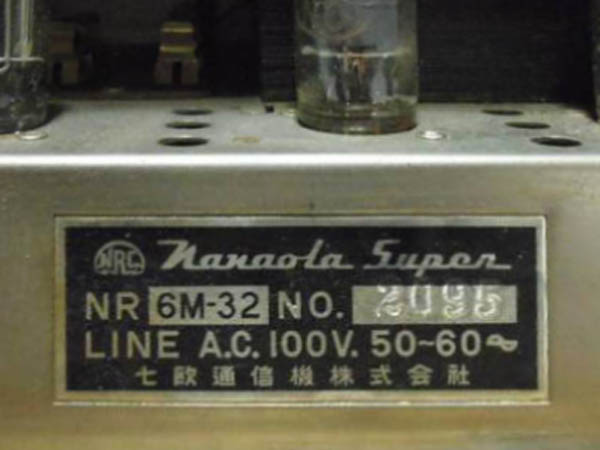 NRC Nanaola Super
NR 6M-32 NO. 2095
LINE A.C. 100V. 50~60~
七欧通信機株式会社